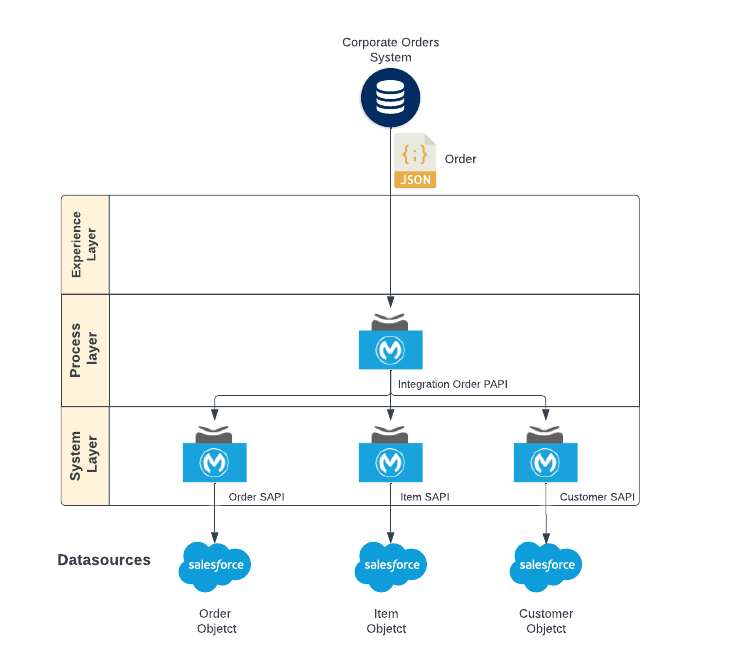 Corporate Orders
System
{;}
JSON
Order
Experience
Layer
Process
layer
Integration Order PAPI
System
Layer
Order SAPI
Item SAPI
Customer SAPI
Datasources
salesforce
salesforce
salesforce
Order
Objetct
Item
Objetct
Customer
Objetct